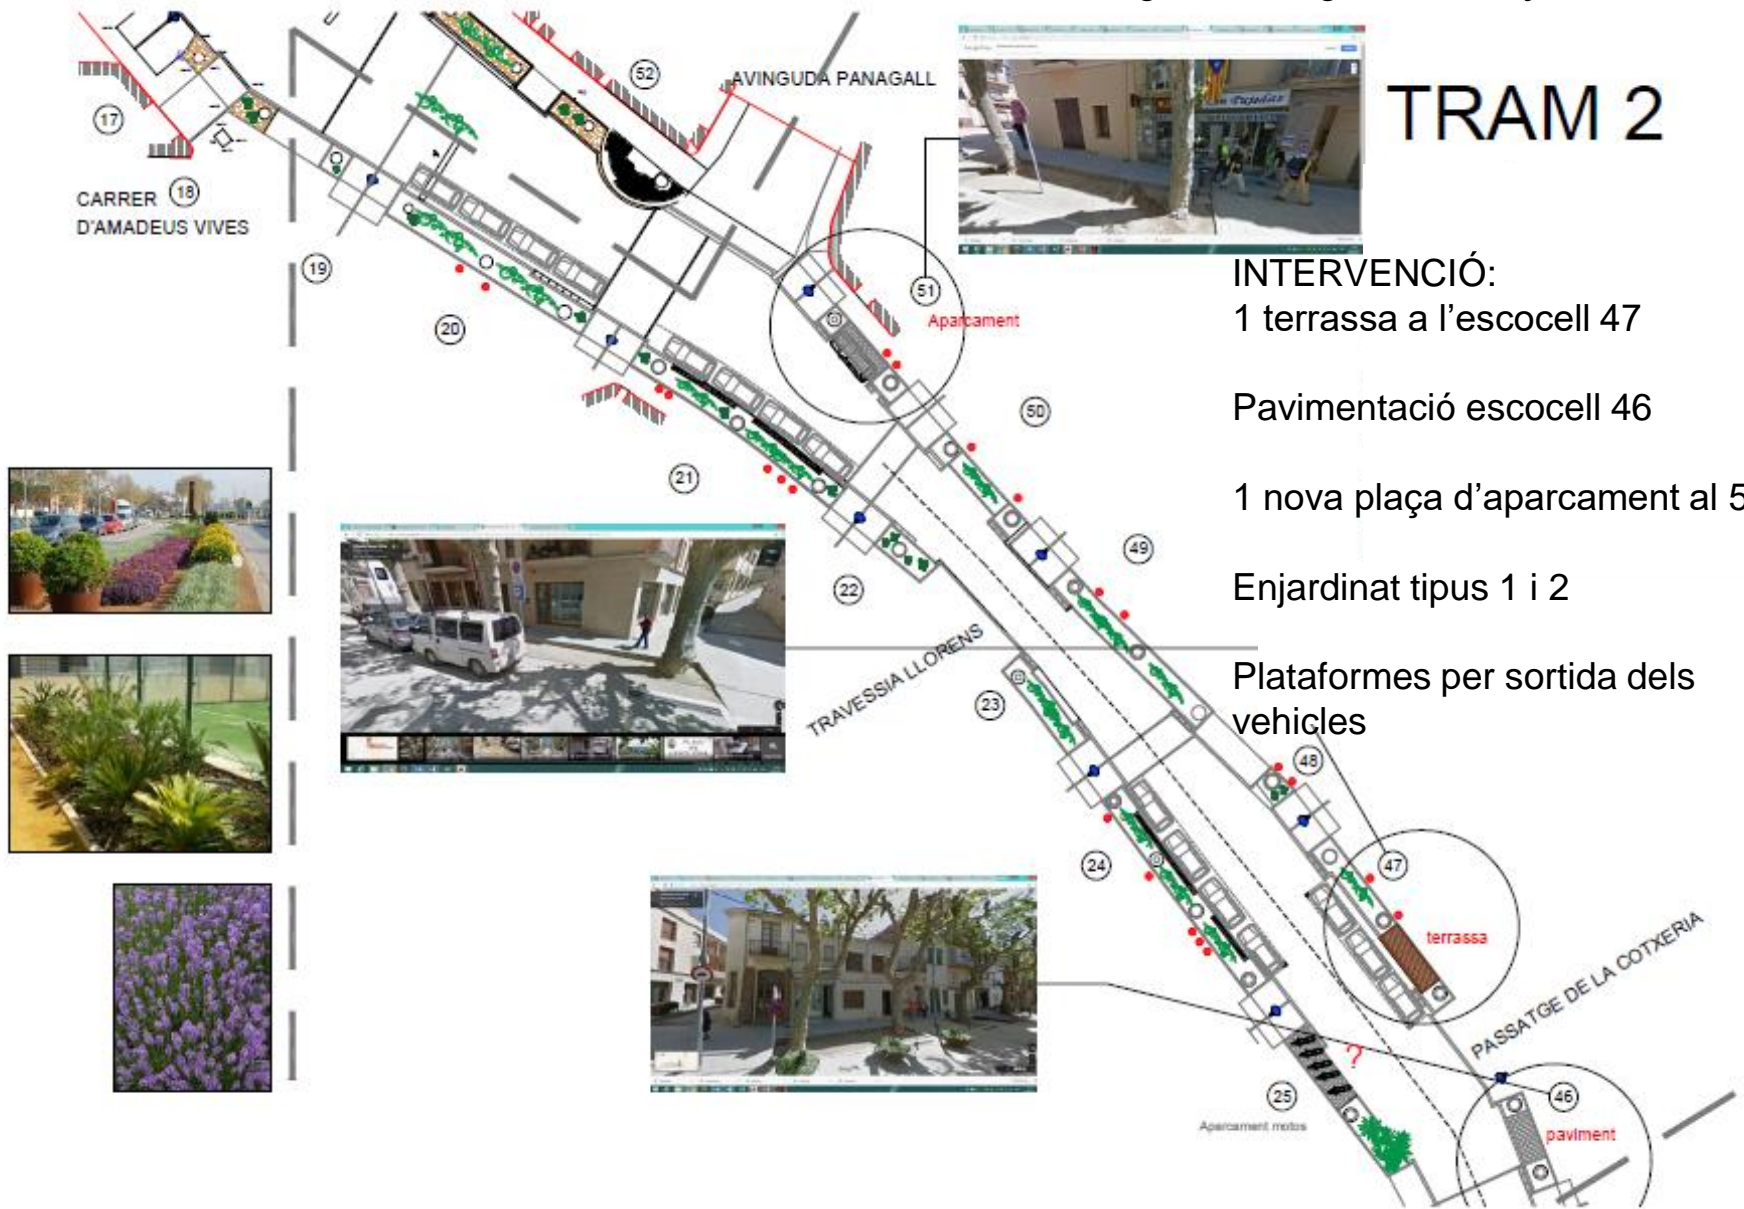 TRAM 2
INTERVENCIÓ:
1 terrassa a l'escocell 47
Pavimentació escocell 46
1 nova plaça d'aparcament al 5
Enjardinat tipus 1 i 2
Plataformes per sortida dels
vehicles
AVINGUDA PANAGALL
52
17
CARRER 18
D'AMADEUS VIVES
19
51
Aparcament
20
50
21
49
22
TRAVESSIA LLORENS
23
48
24
47
terrassa
PASSATGE DE LA COTXERIA
?
25
Aparcament motos
46
paviment